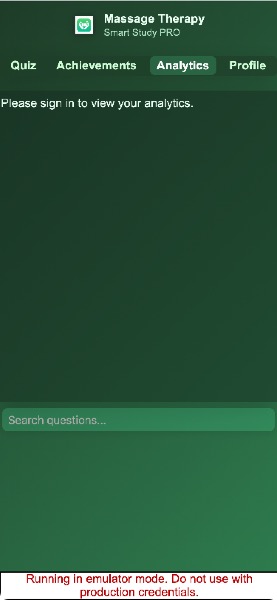 Massage Therapy
Smart Study PRO
Quiz Achievements Analytics Profile
Please sign in to view your analytics.
Search questions...
Running in emulator mode. Do not use with
production credentials.